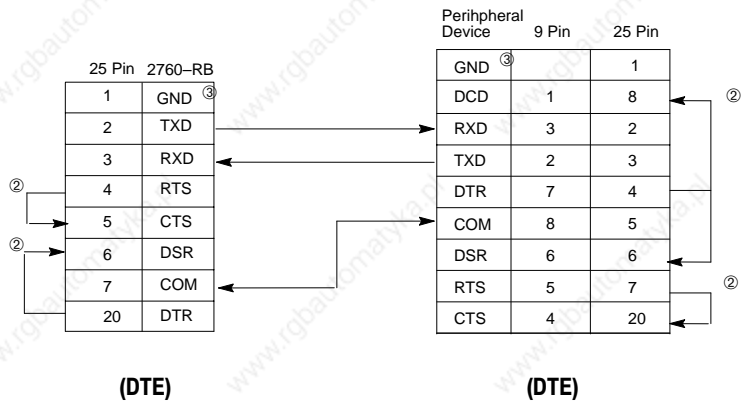 Perihpheral
Device 9 Pin 25 Pin
GND ③ 1
DCD 1 8 ②
RXD 3 2
TXD 2 3
DTR 7 4
COM 8 5
DSR 6 6
RTS 5 7 ②
CTS 4 20
(DTE)
25 Pin 2760–RB
1 GND ③
2 TXD
3 RXD
② 4 RTS
5 CTS
② 6 DSR
7 COM
20 DTR
(DTE)
www.rgbautomatyka.pl